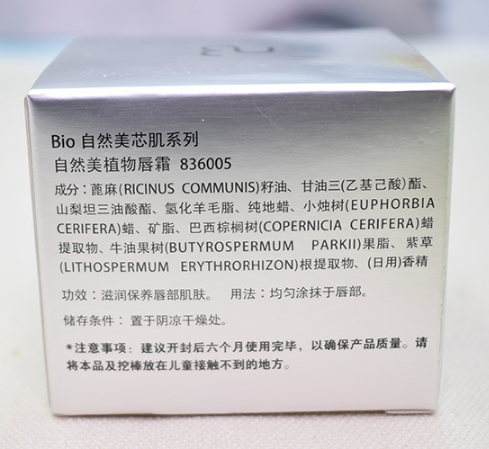 Bio 自然美芯肌系列
自然美植物唇霜 836005
成分：蓖麻(RICINUS COMMUNIS)籽油、甘油三(乙基己酸)酯、
山梨坦三油酸酯、氢化羊毛脂、纯地蜡、小烛树(EUPHORBIA
CERIFERA)蜡、矿脂、巴西棕榈树(COPERNICIA CERIFERA)蜡
提取物、牛油果树(BUTYROSPERMUM PARKII)果脂、紫草
(LITHOSPERMUM ERYTHRORHIZON)根提取物、(日用)香精
功效：滋润保养唇部肌肤。 用法：均匀涂抹于唇部。
储存条件：置于阴凉干燥处。
*注意事项：建议开封后六个月使用完毕，以确保产品质量。请
将本品及挖棒放在儿童接触不到的地方。